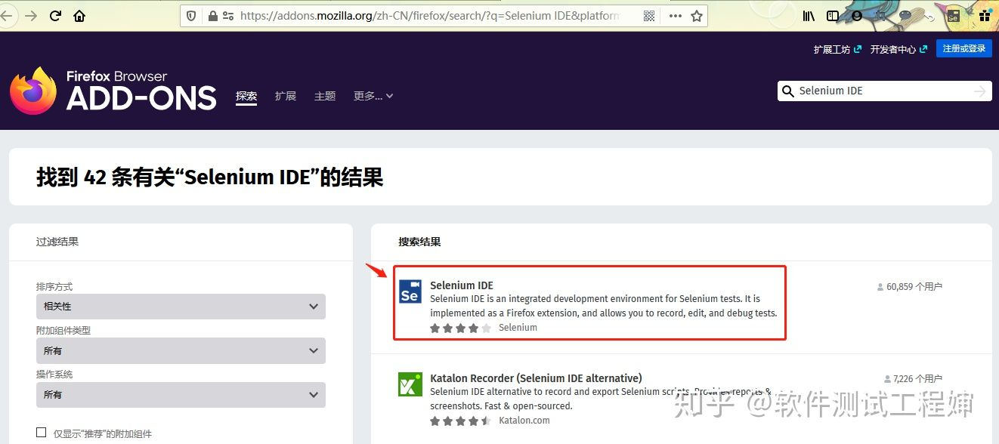 https://addons.mozilla.org/zh-CN/firefox/search/?q=Selenium IDE&platform
扩展工坊 开发者中心 注册或登录
Firefox Browser
ADD-ONS
探索 扩展 主题 更多...
Selenium IDE
找到 42 条有关“Selenium IDE”的结果
过滤结果
排序方式
相关性
附加组件类型
所有
操作系统
所有
仅显示“推荐”的附加组件
搜索结果
Se
Selenium IDE
60,859 个用户
Selenium IDE is an integrated development environment for Selenium tests. It is
implemented as a Firefox extension, and allows you to record, edit, and debug tests.
Selenium
Katalon Recorder (Selenium IDE alternative)
7,226 个用户
Selenium IDE alternative to record and export Selenium scripts. Provides reports &
screenshots. Fast & open-sourced.
Katalon.com
知乎 @软件测试工程婶